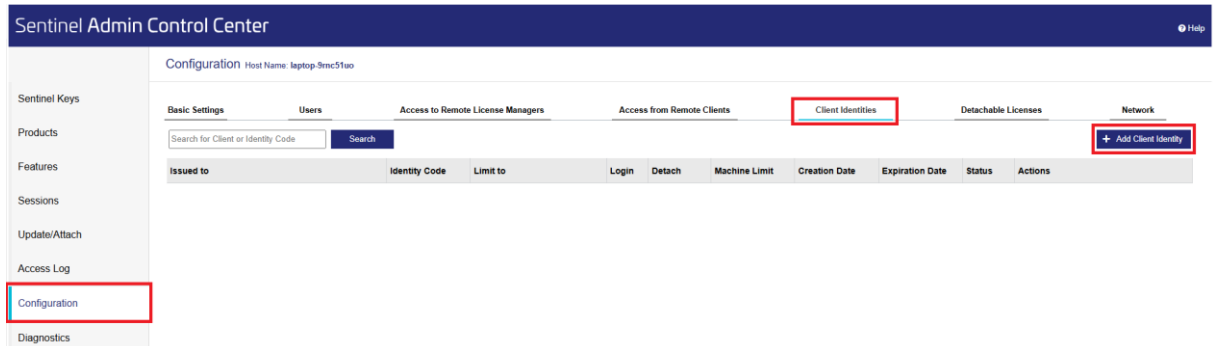 Sentinel Admin Control Center
Help
Configuration Host Name: laptop-9rnc51uo
Sentinel Keys
Products
Features
Sessions
Update/Attach
Access Log
Configuration
Diagnostics
Basic Settings Users Access to Remote License Managers Access from Remote Clients Client Identities Detachable Licenses Network
Search for Client or Identity Code Search + Add Client Identity
Issued to Identity Code Limit to Login Detach Machine Limit Creation Date Expiration Date Status Actions